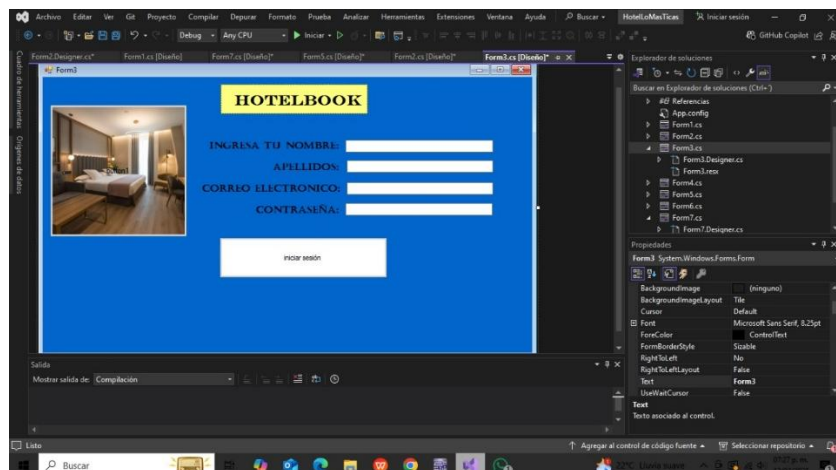 Archivo Editar Ver Git Proyecto Compilar Depurar Formato Prueba Analizar Herramientas Extensiones Ventana Ayuda Buscar HotelLoMasTicas Iniciar sesión
Debug Any CPU Iniciar GitHub Copilot
Form2.Designer.cs* Form1.cs [Diseño] Form7.cs [Diseño]* Form5.cs [Diseño]* Form2.cs [Diseño]* Form3.cs [Diseño]*
Cuadro de herramientas
Orígenes de datos
Form3
HOTELBOOK
INGRESA TU NOMBRE:
APELLIDOS:
CORREO ELECTRONICO:
CONTRASEÑA:
iniciar sesión
Salida
Mostrar salida de: Compilación
Explorador de soluciones
Buscar en Explorador de soluciones (Ctrl+´)
Referencias
App.config
Form1.cs
Form2.cs
Form3.cs
Form3.Designer.cs
Form3.resx
Form4.cs
Form5.cs
Form6.cs
Form7.cs
Form7.Designer.cs
Propiedades
Form3 System.Windows.Forms.Form
BackgroundImage (ninguno)
BackgroundImageLayout Tile
Cursor Default
Font Microsoft Sans Serif, 8.25pt
ForeColor ControlText
FormBorderStyle Sizable
RightToLeft No
RightToLeftLayout False
Text Form3
UseWaitCursor False
Text
Texto asociado al control.
Listo Agregar al control de código fuente Seleccionar repositorio
Buscar